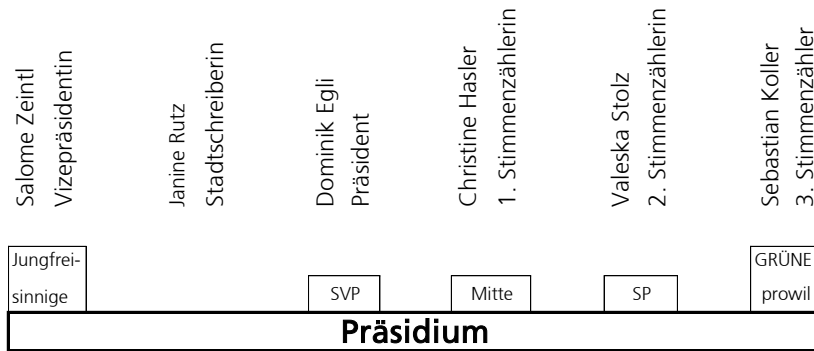 Salome Zeintl
Vizepräsidentin
Janine Rutz
Stadtschreiberin
Dominik Egli
Präsident
Christine Hasler
1. Stimmenzählerin
Valeska Stolz
2. Stimmenzählerin
Sebastian Koller
3. Stimmenzähler
Jungfrei-
sinnige
SVP
Mitte
SP
GRÜNE
prowil
Präsidium